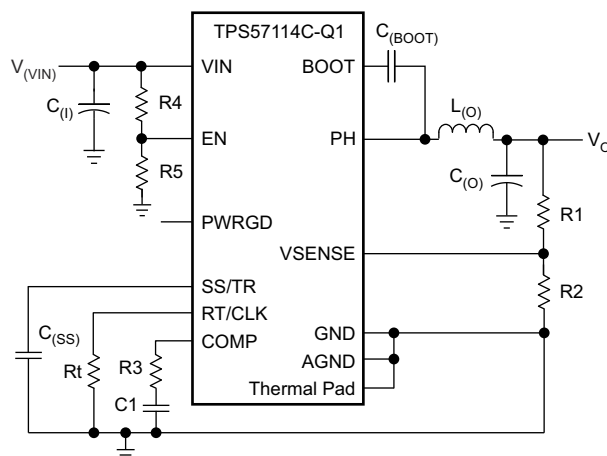 TPS57114C-Q1
V(VIN)
C(I)
R4
R5
VIN
EN
PWRGD
SS/TR
RT/CLK
COMP
BOOT
PH
VSENSE
GND
AGND
Thermal Pad
C(BOOT)
L(O)
C(O)
VO
R1
R2
C(SS)
Rt
R3
C1